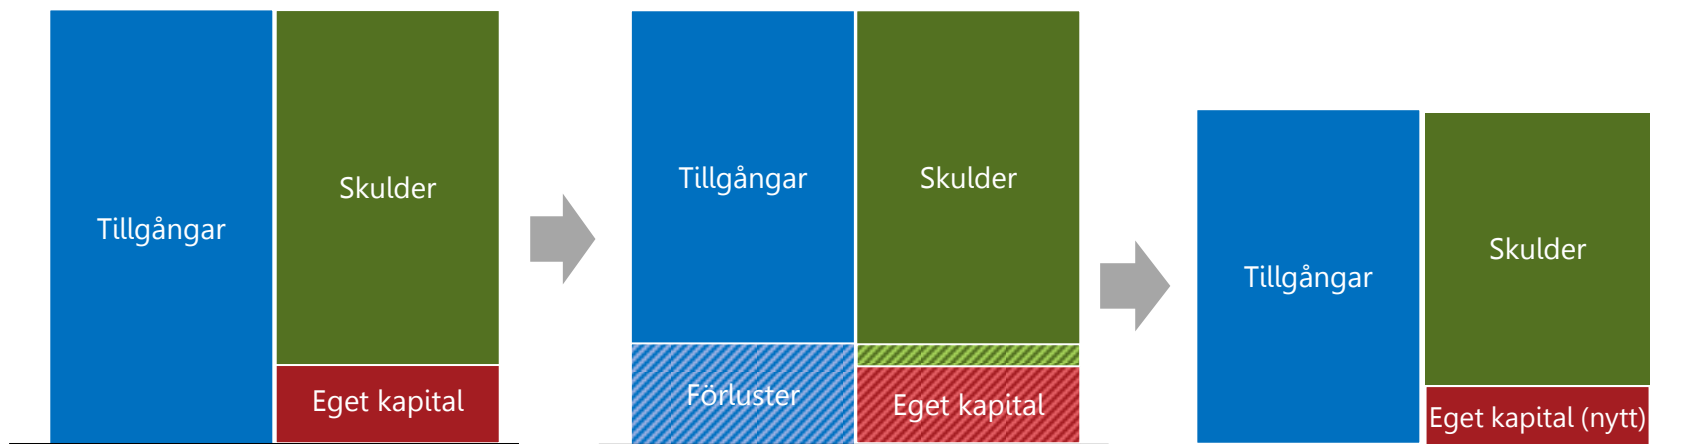 Tillgångar
Skulder
Eget kapital
Tillgångar
Skulder
Förluster
Eget kapital
Tillgångar
Skulder
Eget kapital (nytt)